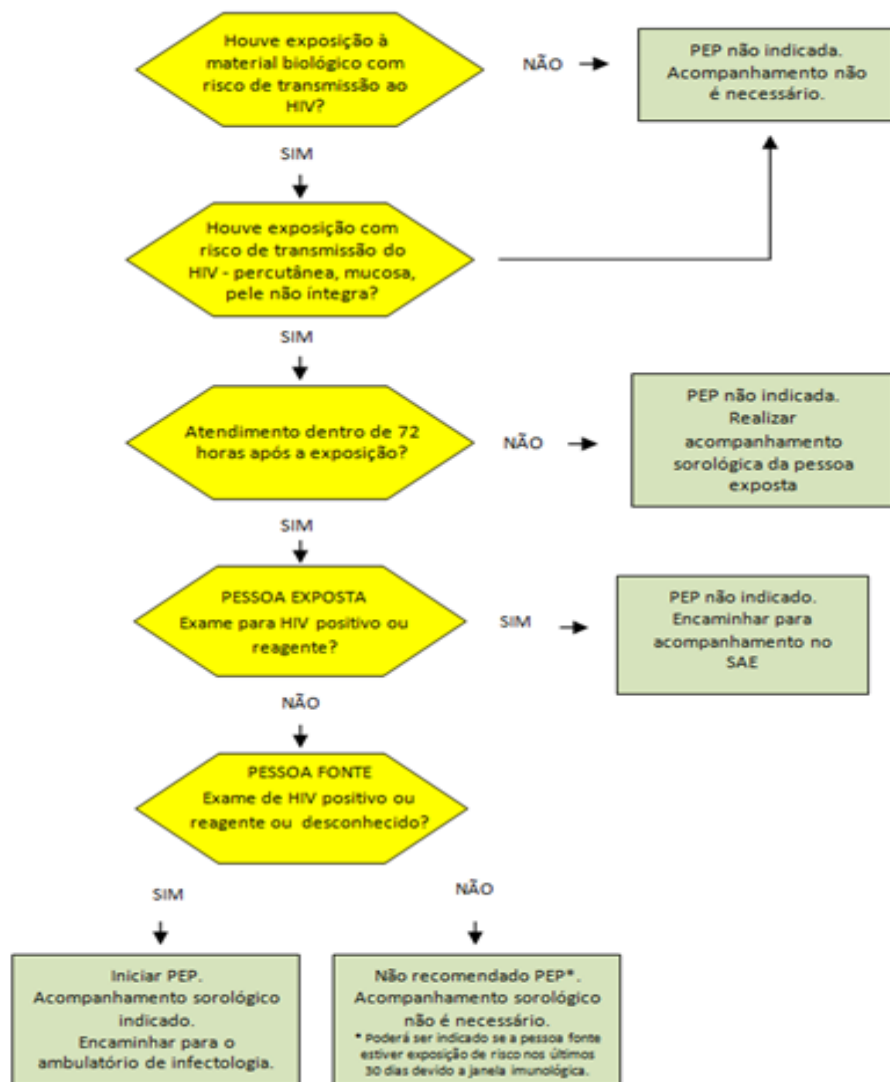 Houve exposição à
material biológico com
risco de transmissão ao
HIV?
NÃO
PEP não indicada.
Acompanhamento não
é necessário.
SIM
Houve exposição com
risco de transmissão do
HIV - percutânea, mucosa,
pele não íntegra?
SIM
Atendimento dentro de 72
horas após a exposição?
NÃO
PEP não indicada.
Realizar
acompanhamento
sorológica da pessoa
exposta
SIM
PESSOA EXPOSTA
Exame para HIV positivo ou
reagente?
SIM
PEP não indicado.
Encaminhar para
acompanhamento no
SAE
NÃO
PESSOA FONTE
Exame de HIV positivo ou
reagente ou desconhecido?
SIM
NÃO
Iniciar PEP.
Acompanhamento sorológico
indicado.
Encaminhar para o
ambulatório de infectologia.
Não recomendado PEP*.
Acompanhamento sorológico
não é necessário.
* Poderá ser indicado se a pessoa fonte
estiver exposição de risco nos últimos
30 dias devido a janela imunológica.